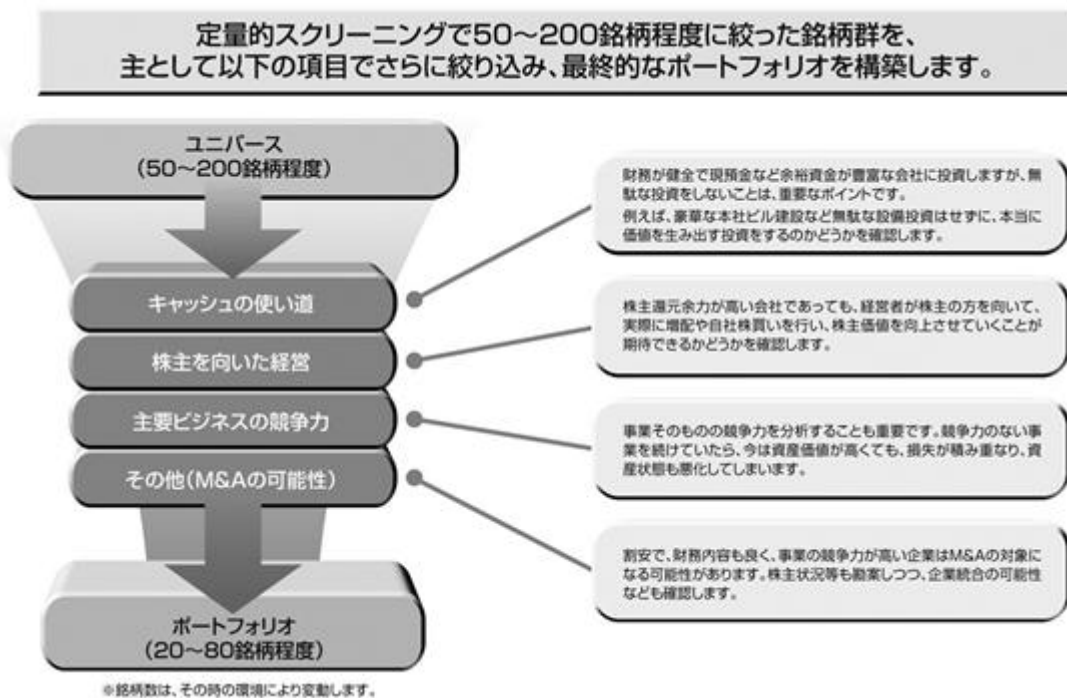 定量的スクリーニングで50〜200銘柄程度に絞った銘柄群を、
主として以下の項目でさらに絞り込み、最終的なポートフォリオを構築します。
ユニバース
(50〜200銘柄程度)
キャッシュの使い道
株主を向いた経営
主要ビジネスの競争力
その他(M&Aの可能性)
ポートフォリオ
(20〜80銘柄程度)
※銘柄数は、その時の環境により変動します。
財務が健全で現預金など余裕資金が豊富な会社に投資しますが、無
駄な投資をしないことは、重要なポイントです。
例えば、豪華な本社ビル建設など無駄な設備投資はせずに、本当に
価値を生み出す投資をするのかどうかを確認します。
株主還元余力が高い会社であっても、経営者が株主の方を向いて、
実際に増配や自社株買いを行い、株主価値を向上させていくことが
期待できるかどうかを確認します。
事業そのものの競争力を分析することも重要です。競争力のない事
業を続けていたら、今は資産価値が高くても、損失が積み重なり、資
産状態も悪化してしまいます。
割安で、財務内容も良く、事業の競争力が高い企業はM&Aの対象に
なる可能性があります。株主状況等も勘案しつつ、企業統合の可能性
なども確認します。